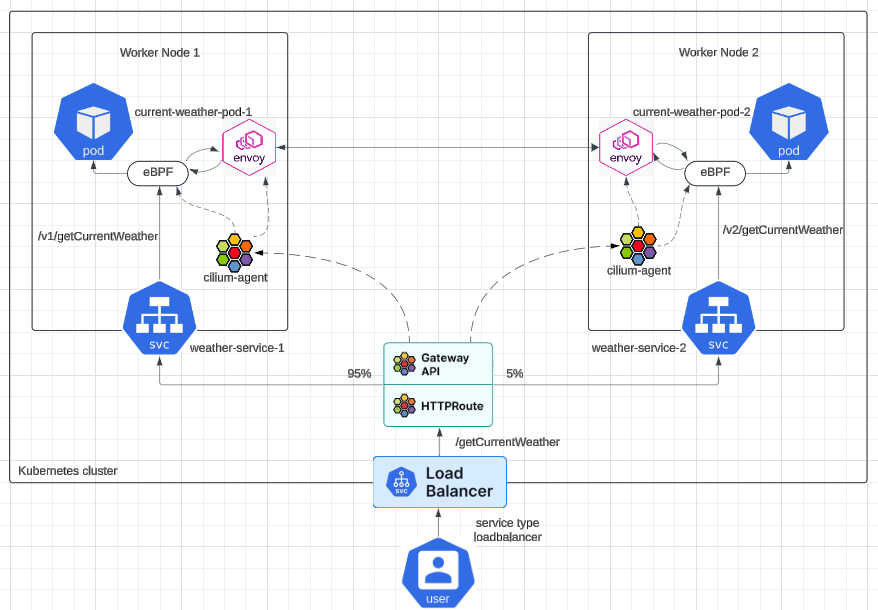 Worker Node 1
Worker Node 2
current-weather-pod-1
current-weather-pod-2
pod
envoy
envoy
pod
eBPF
eBPF
/v1/getCurrentWeather
/v2/getCurrentWeather
cilium-agent
cilium-agent
svc
weather-service-1
weather-service-2
svc
95%
Gateway
API
5%
HTTPRoute
/getCurrentWeather
Kubernetes cluster
svc
Load
Balancer
service type
loadbalancer
user